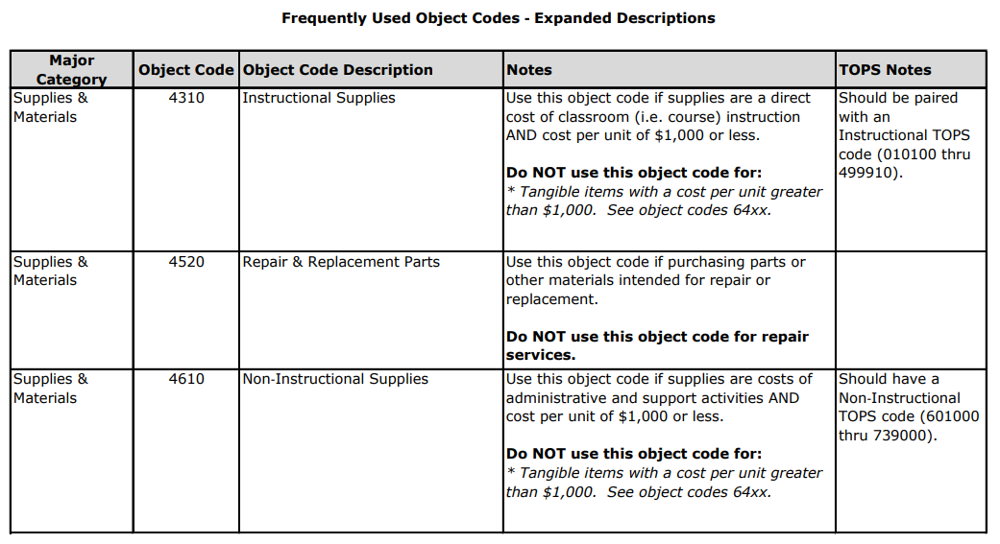 Frequently Used Object Codes - Expanded Descriptions
Major
Category
Object Code
Object Code Description
Notes
TOPS Notes
Supplies &
Materials
4310
Instructional Supplies
Use this object code if supplies are a direct
cost of classroom (i.e. course) instruction
AND cost per unit of $1,000 or less.
Do NOT use this object code for:
* Tangible items with a cost per unit greater
than $1,000.  See object codes 64xx.
Should be paired
with an
Instructional TOPS
code (010100 thru
499910).
Supplies &
Materials
4520
Repair & Replacement Parts
Use this object code if purchasing parts or
other materials intended for repair or
replacement.
Do NOT use this object code for repair
services.
Supplies &
Materials
4610
Non-Instructional Supplies
Use this object code if supplies are costs of
administrative and support activities AND
cost per unit of $1,000 or less.
Do NOT use this object code for:
* Tangible items with a cost per unit greater
than $1,000.  See object codes 64xx.
Should have a
Non-Instructional
TOPS code (601000
thru 739000).